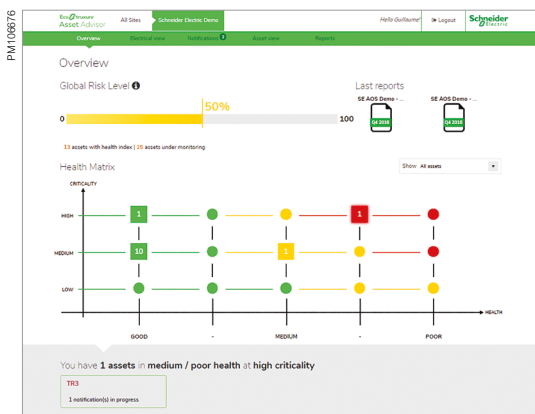 PM106676
EcoStruxure
Asset Advisor
All Sites
Schneider Electric Demo
Hello Guillaume!
Logout
Schneider
Electric
Overview
Electrical view
Notifications
Asset view
Reports
Overview
Global Risk Level
Last reports
50%
0
100
SE AOS Demo - ...
SE AOS Demo - ...
Q4 2016
Q4 2016
13 assets with health index | 25 assets under monitoring
Health Matrix
Show All assets
CRITICALITY
HIGH
1
1
MEDIUM
10
1
LOW
HEALTH
GOOD
-
MEDIUM
-
POOR
You have 1 assets in medium / poor health at high criticality
TR3
1 notification(s) in progress